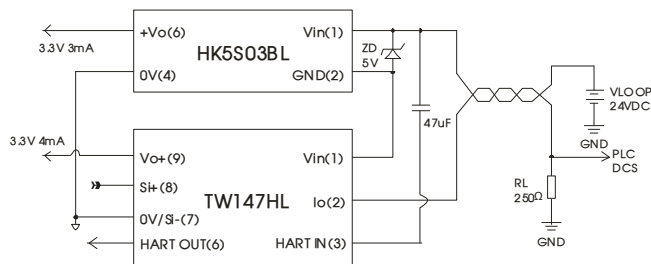 +Vo(6)
Vin(1)
3.3V 3mA
HK5S03BL
ZD
5V
0V(4)
GND(2)
VLOOP
24VDC
47uF
GND
3.3V 4mA
Vo+(9)
Vin(1)
PLC
DCS
Si+(8)
TW147HL
Io(2)
RL
250Ω
0V/Si-(7)
HART OUT(6)
HART IN(3)
GND